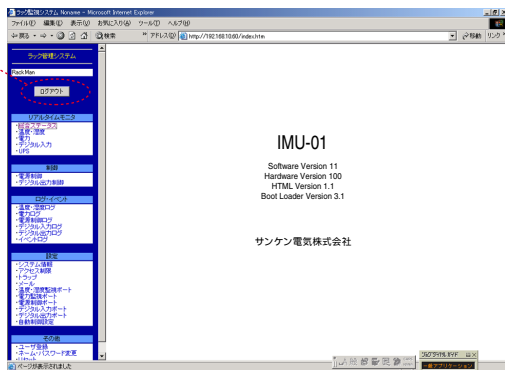 ラック監視システム Noname - Microsoft Internet Explorer
ファイル(F) 編集(E) 表示(V) お気に入り(A) ツール(T) ヘルプ(H)
戻る 検索 アドレス(D) http://192.168.10.60/index.htm 移動 リンク
ラック管理システム
RackMan
ログアウト
リアルタイムモニタ
・総合ステータス
・温度・湿度
・電力
・デジタル入力
・UPS
制御
・電源制御
・デジタル出力制御
ログ・イベント
・温度・湿度ログ
・電力ログ
・電源制御ログ
・デジタル入力ログ
・デジタル出力ログ
・イベントログ
設定
・システム情報
・アクセス制限
・トラップ
・メール
・温度・湿度監視ポート
・電力監視ポート
・電源制御ポート
・デジタル入力ポート
・デジタル出力ポート
・自動制御設定
その他
・ユーザ登録
・ネーム・パスワード変更
・リセット
IMU-01
Software Version 11
Hardware Version 100
HTML Version 1.1
Boot Loader Version 3.1
サンケン電気株式会社
ページが表示されました